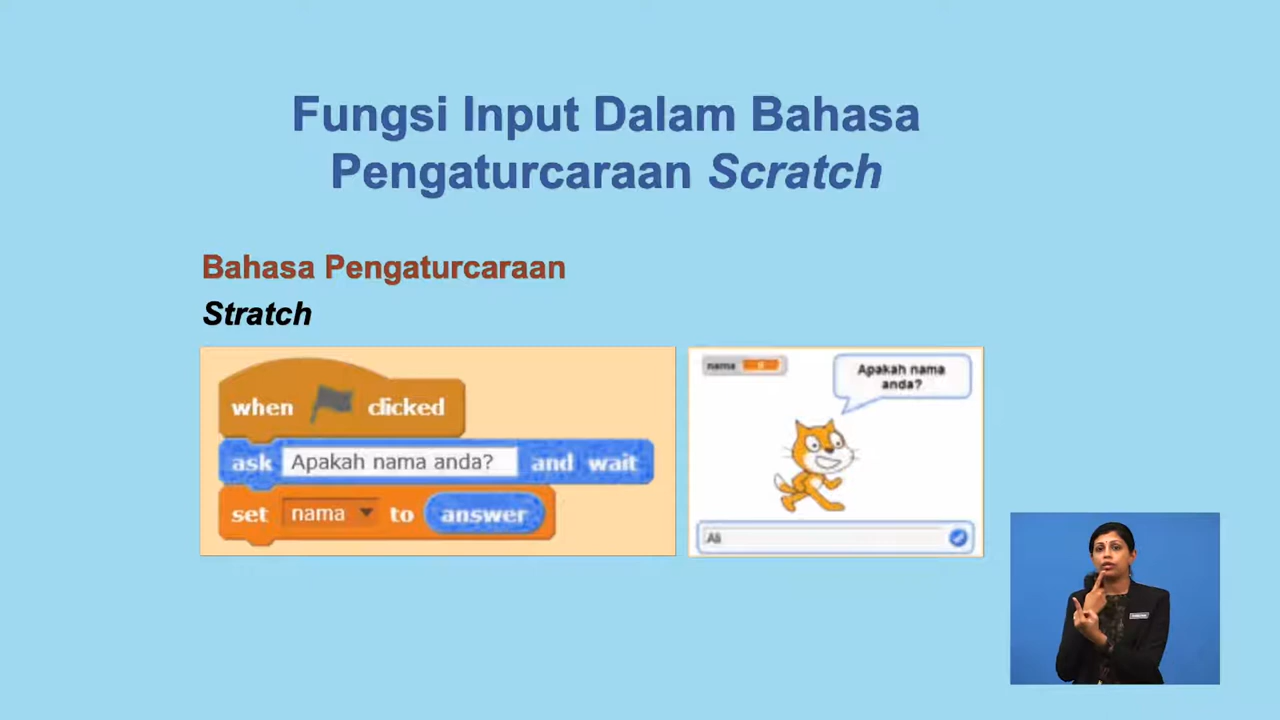 Fungsi Input Dalam Bahasa
Pengaturcaraan Scratch
Bahasa Pengaturcaraan
Stratch
when clicked
ask Apakah nama anda? and wait
set nama to answer
nama
Apakah nama
anda?
Ali